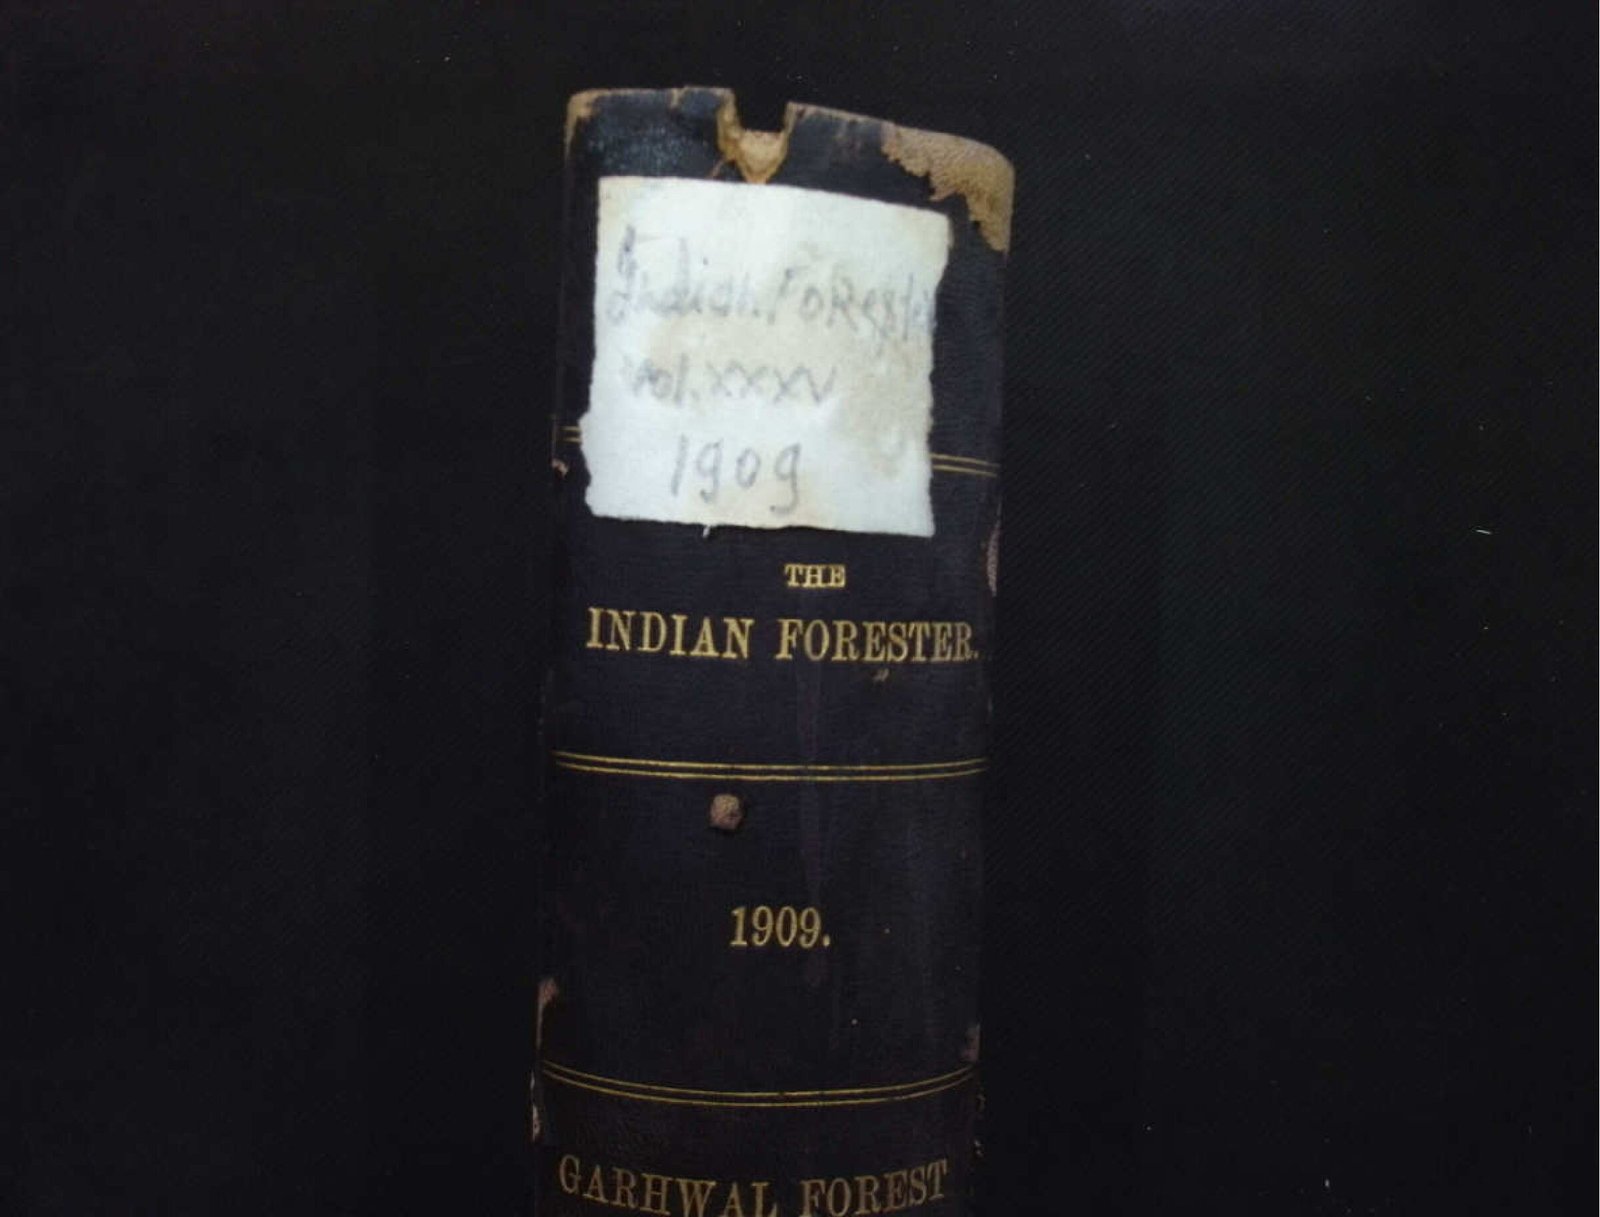 Indian Forester
Vol. XXXV
1909
THE
INDIAN FORESTER.
1909.
GARHWAL FOREST